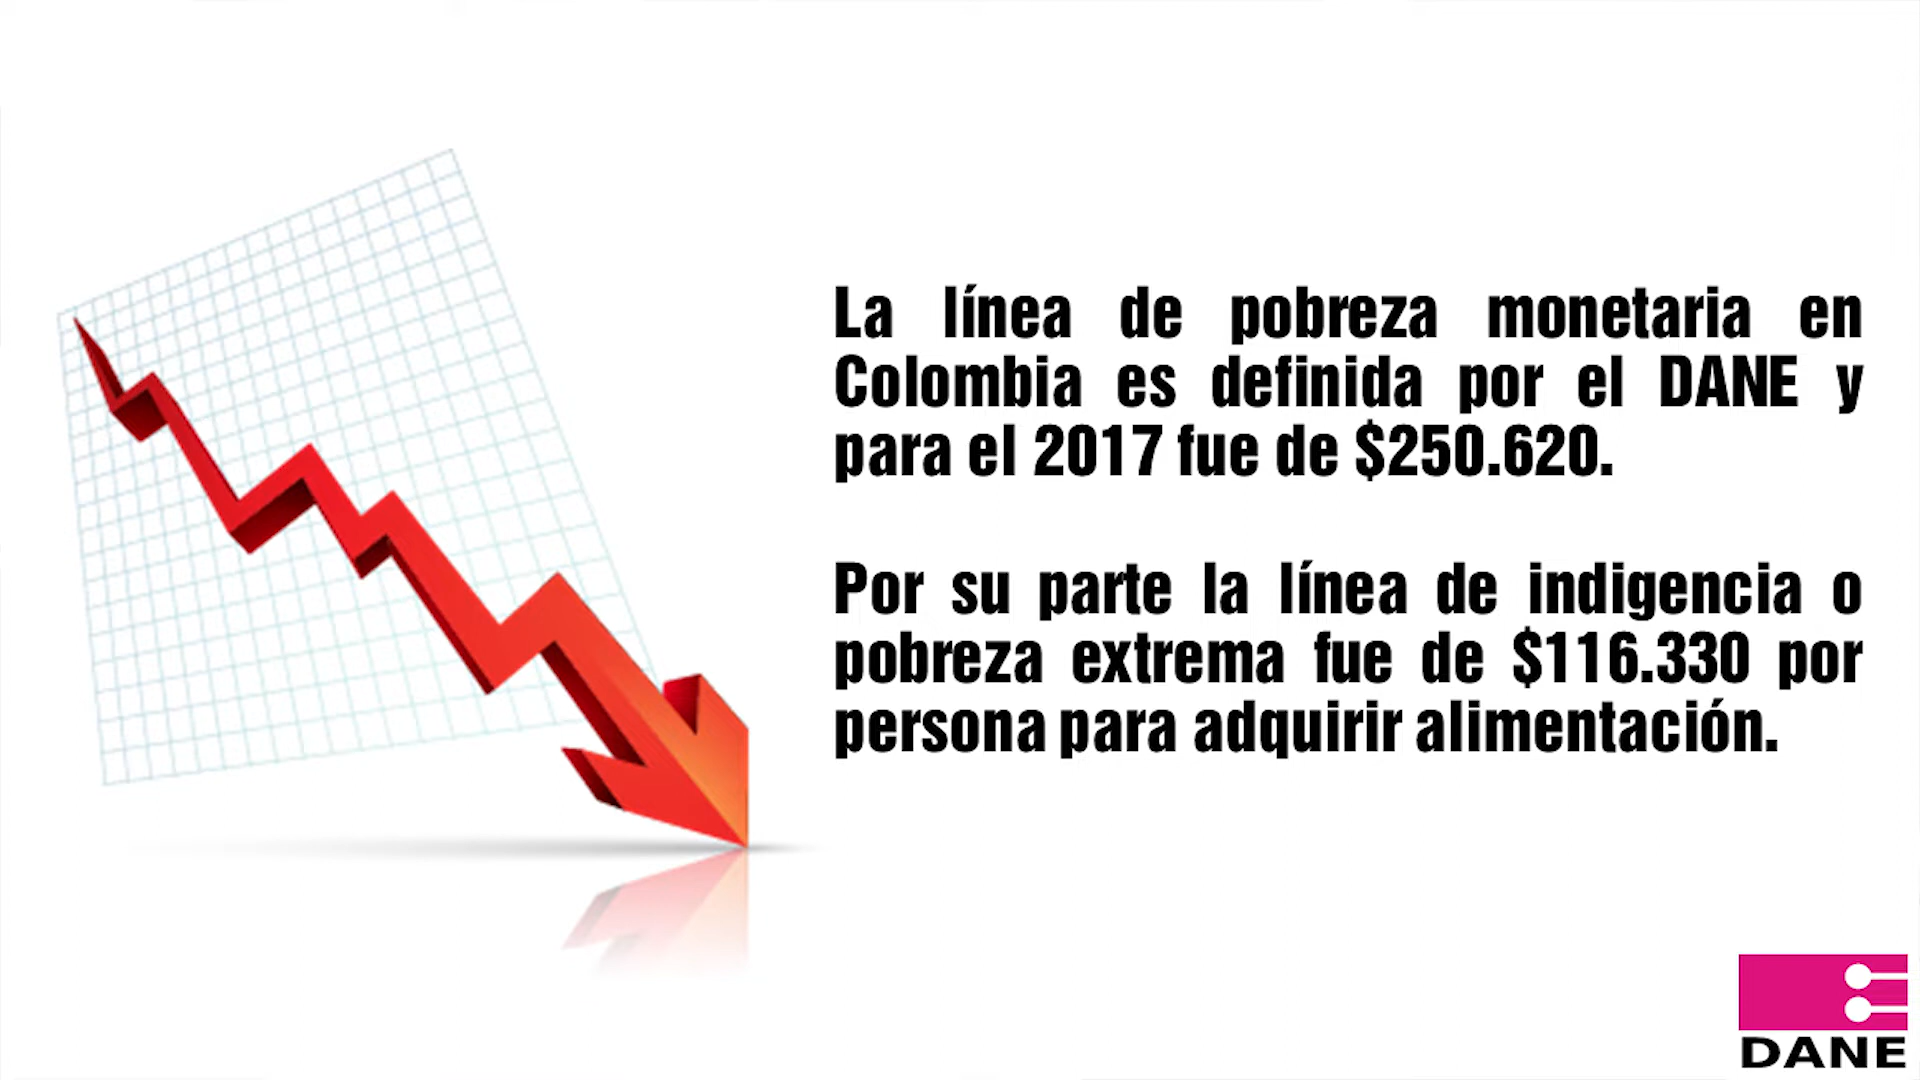 La línea de pobreza monetaria en
Colombia es definida por el DANE y
para el 2017 fue de $250.620.
Por su parte la línea de indigencia o
pobreza extrema fue de $116.330 por
persona para adquirir alimentación.
DANE